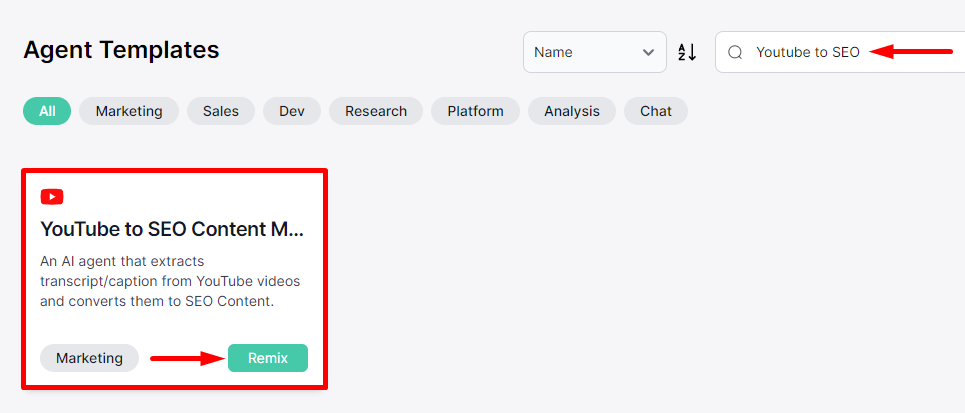 Agent Templates
Name
A
Z
Youtube to SEO
All
Marketing
Sales
Dev
Research
Platform
Analysis
Chat
YouTube to SEO Content M...
An AI agent that extracts
transcript/caption from YouTube videos
and converts them to SEO Content.
Marketing
Remix